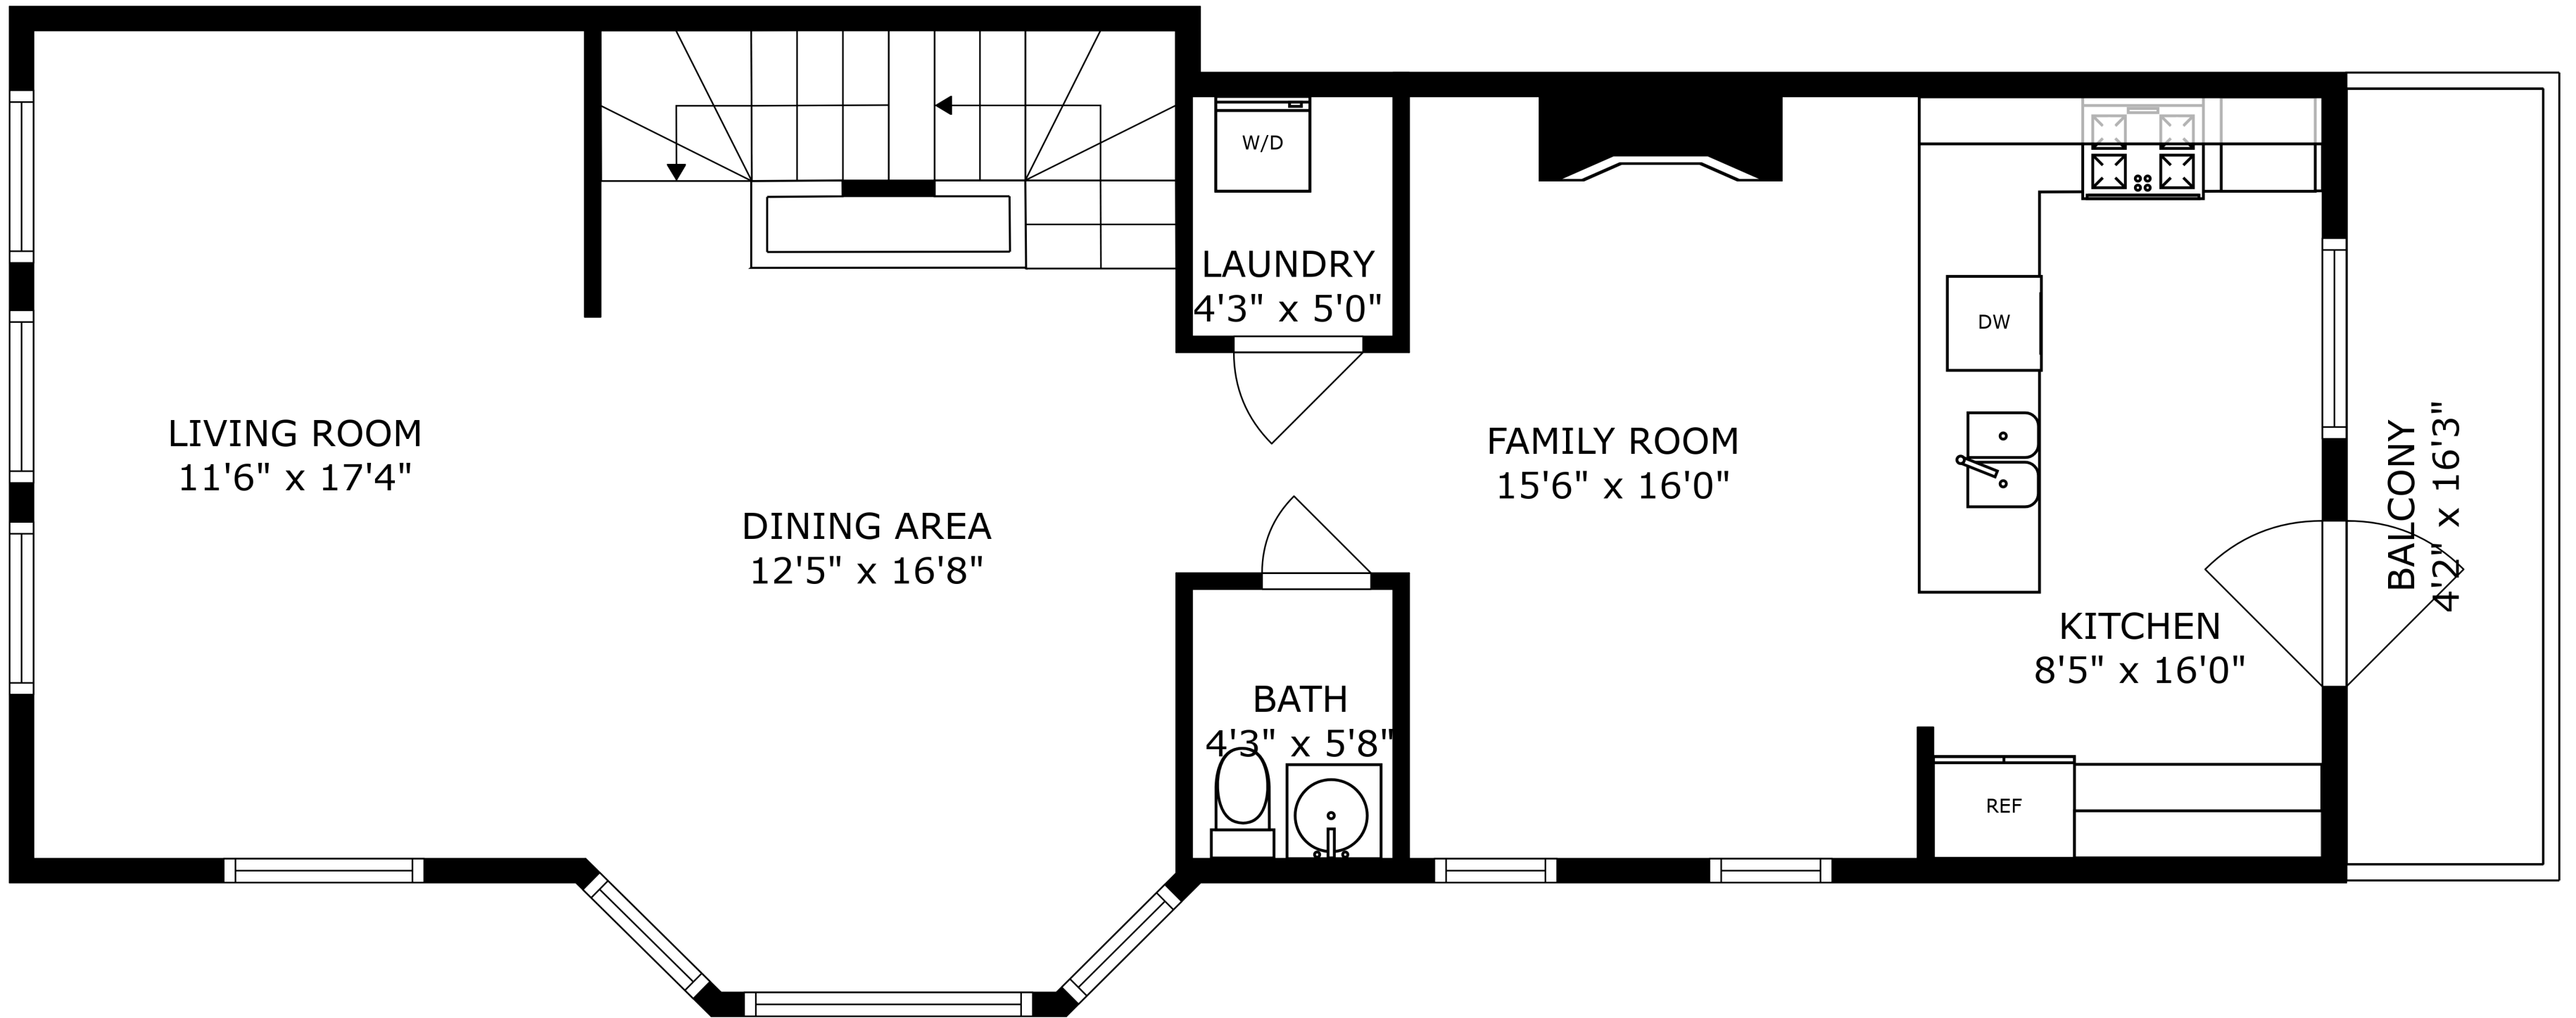 W/D
LAUNDRY
4'3" x 5'0"
DW
LIVING ROOM
11'6" x 17'4"
FAMILY ROOM
15'6" x 16'0"
BALCONY
4'2" x 16'3"
DINING AREA
12'5" x 16'8"
KITCHEN
8'5" x 16'0"
BATH
4'3" x 5'8"
REF